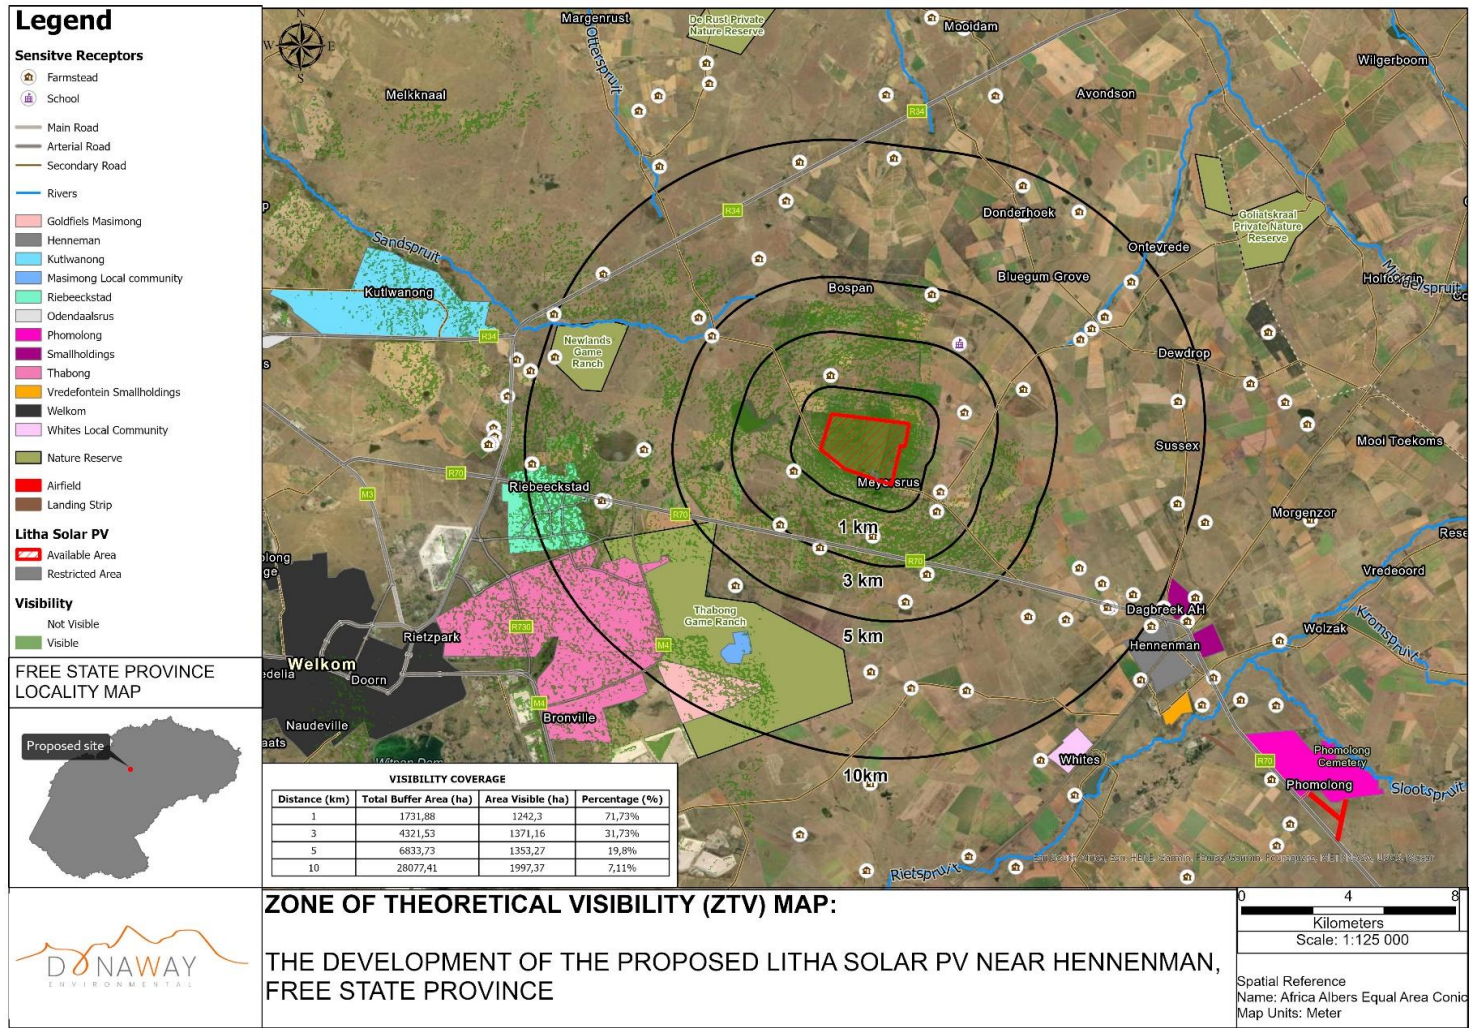 Legend
Sensitve Receptors
Farmstead
School
Main Road
Arterial Road
Secondary Road
Rivers
Goldfiels Masimong
Henneman
Kutlwanong
Masimong Local community
Riebeeckstad
Odendaalsrus
Phomolong
Smallholdings
Thabong
Vredefontein Smallholdings
Welkom
Whites Local Community
Nature Reserve
Airfield
Landing Strip
Litha Solar PV
Available Area
Restricted Area
Visibility
Not Visible
Visible
FREE STATE PROVINCE
LOCALITY MAP
Proposed site
DONAWAY
ENVIRONMENTAL
N
W
E
S
Margenrust
De Rust Private
Nature Reserve
Mooidam
Wilgerboom
Otterspruit
Melkknaal
Avondson
R34
R34
Donderhoek
Goliatskraal
Private Nature
Reserve
Sandspruit
Ontevrede
Bluegum Grove
Kutlwanong
Bospan
R34
Newlands
Game
Ranch
Dewdrop
Sussex
Mooi Toekoms
R70
Riebeeckstad
Meyersrus
M3
R70
1 km
Morgenzor
R70
3 km
Vredeoord
Thabong
Game Ranch
Dagbreek AH
R730
5 km
Wolzak
Kromspruit
Rietzpark
M4
Hennenman
Welkom
Doorn
M4
Bronville
Naudeville
10km
Whites
Phomolong
Cemetery
R70
Phomolong
Slootspruit
Rietspruit
VISIBILITY COVERAGE
Distance (km) Total Buffer Area (ha) Area Visible (ha) Percentage (%)
1 1731,88 1242,3 71,73%
3 4321,53 1371,16 31,73%
5 6833,73 1353,27 19,8%
10 28077,41 1997,37 7,11%
ZONE OF THEORETICAL VISIBILITY (ZTV) MAP:
THE DEVELOPMENT OF THE PROPOSED LITHA SOLAR PV NEAR HENNENMAN,
FREE STATE PROVINCE
0 4 8
Kilometers
Scale: 1:125 000
Spatial Reference
Name: Africa Albers Equal Area Conic
Map Units: Meter